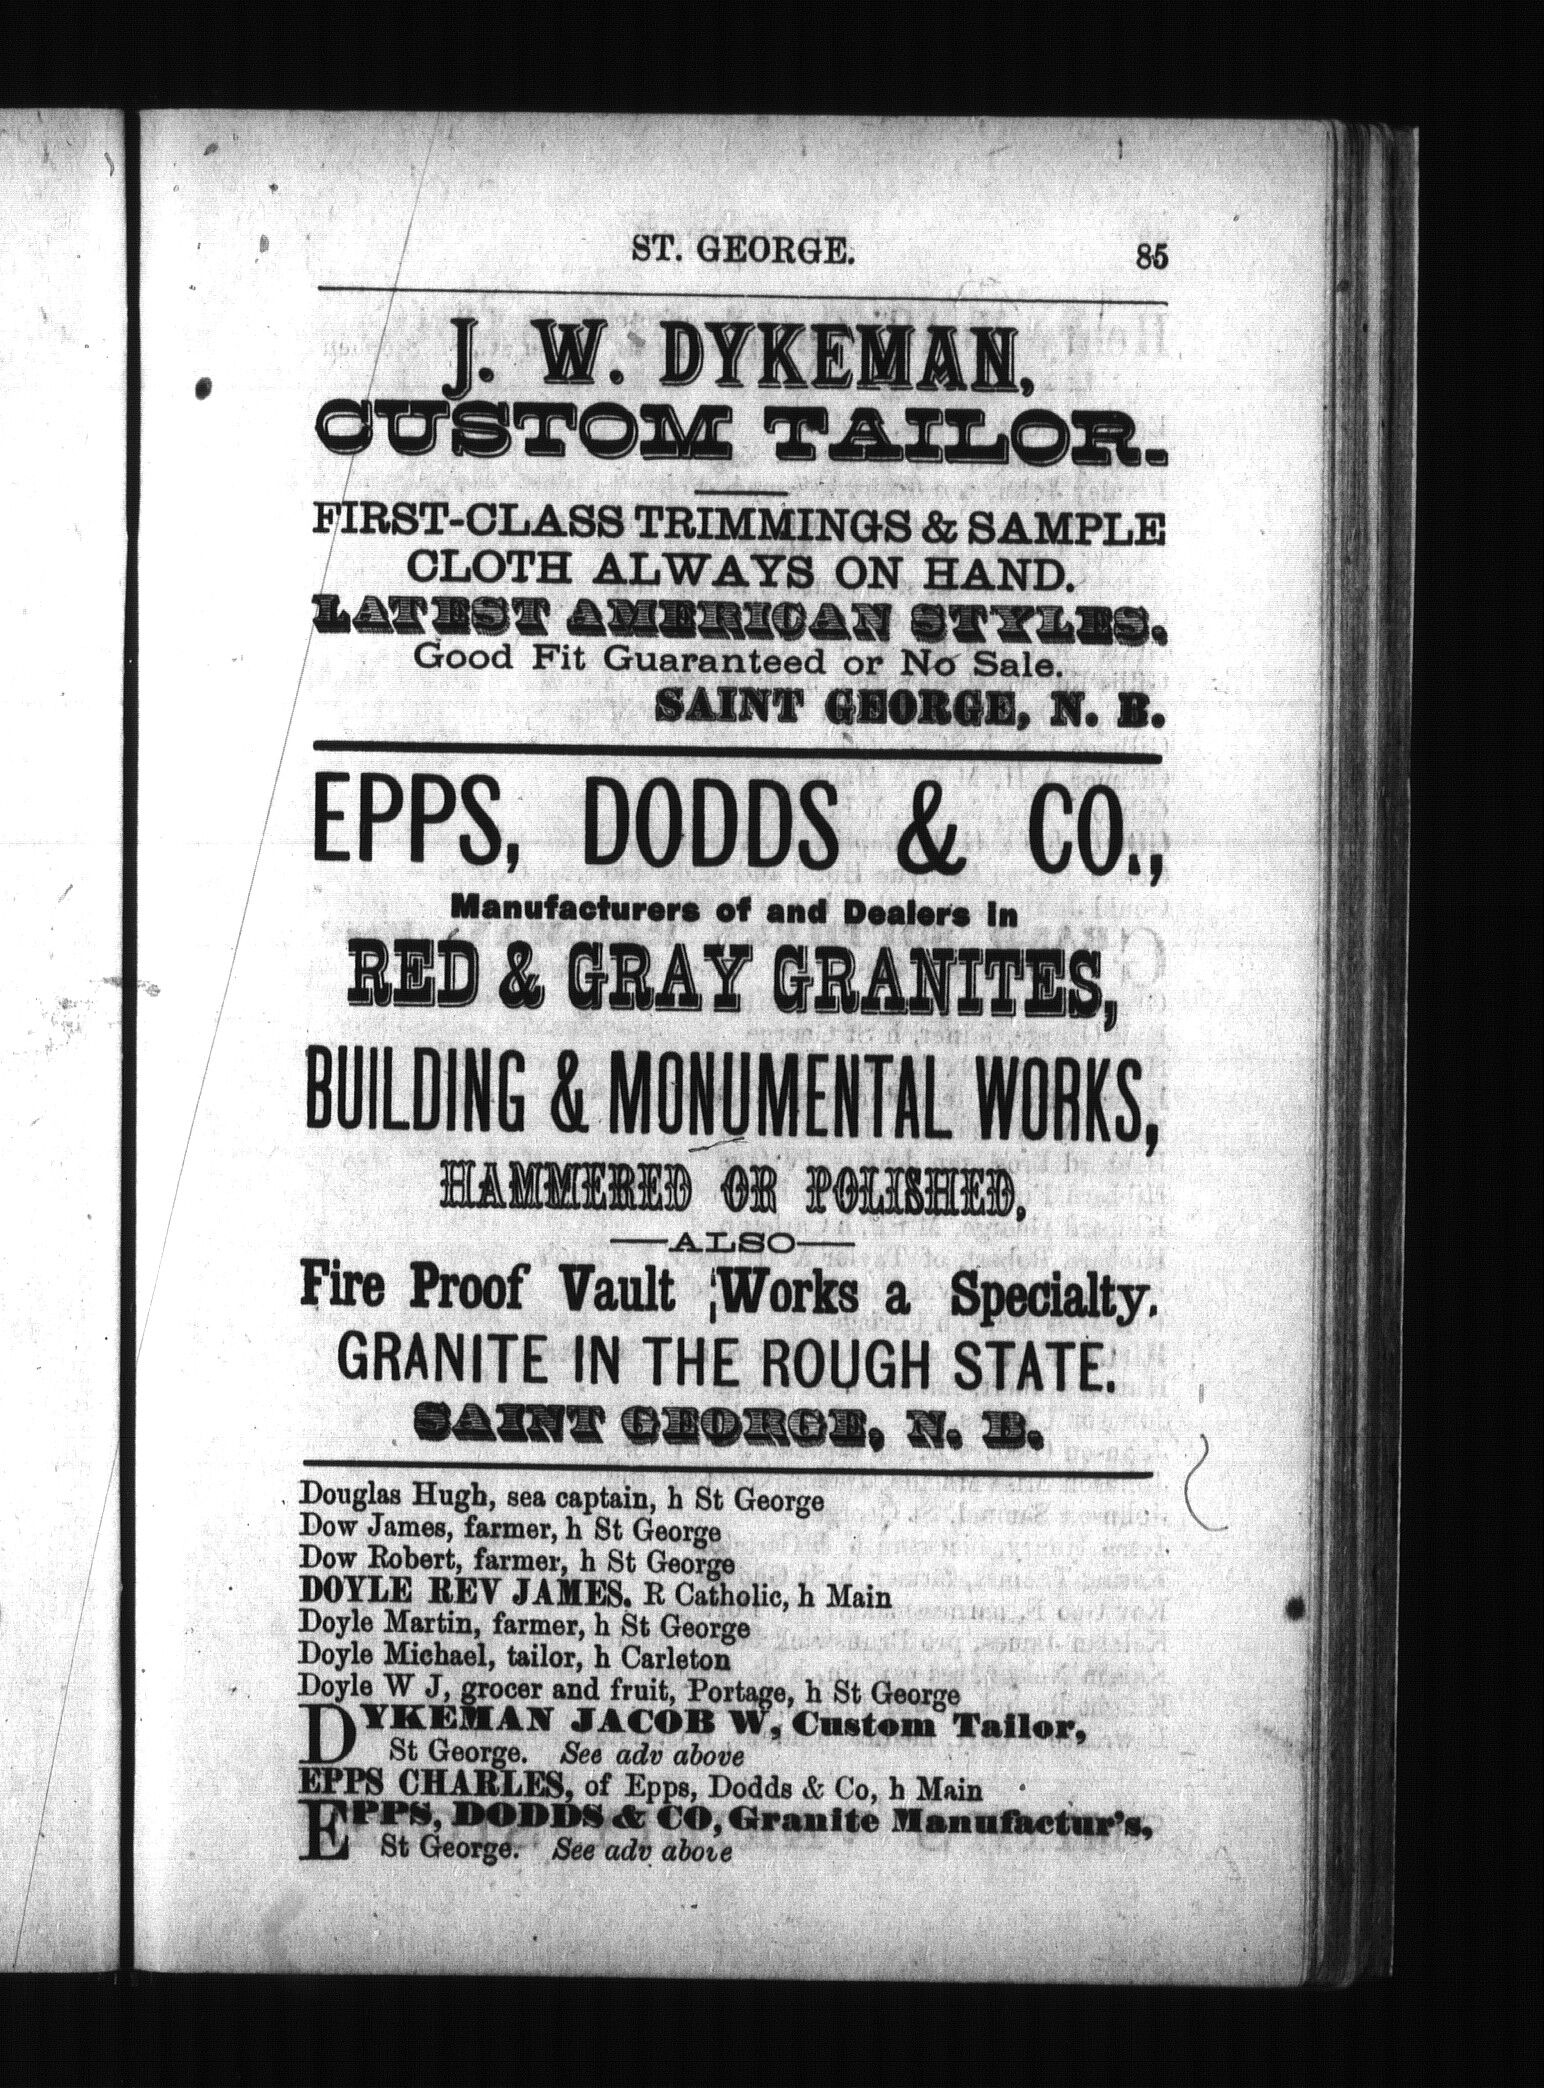 ST. GEORGE. 85
J. W. DYKEMAN,
CUSTOM TAILOR.
FIRST-CLASS TRIMMINGS & SAMPLE
CLOTH ALWAYS ON HAND.
LATEST AMERICAN STYLES.
Good Fit Guaranteed or No Sale.
SAINT GEORGE, N. B.
EPPS, DODDS & CO.,
Manufacturers of and Dealers in
RED & GRAY GRANITES,
BUILDING & MONUMENTAL WORKS,
HAMMERED OR POLISHED,
—ALSO—
Fire Proof Vault Works a Specialty.
GRANITE IN THE ROUGH STATE.
SAINT GEORGE, N. B.
Douglas Hugh, sea captain, h St George
Dow James, farmer, h St George
Dow Robert, farmer, h St George
DOYLE REV JAMES. R Catholic, h Main
Doyle Martin, farmer, h St George
Doyle Michael, tailor, h Carleton
Doyle W J, grocer and fruit, Portage, h St George
DYKEMAN JACOB W, Custom Tailor,
St George. See adv above
EPPS CHARLES, of Epps, Dodds & Co, h Main
EPPS, DODDS & CO, Granite Manufactur's,
St George. See adv above